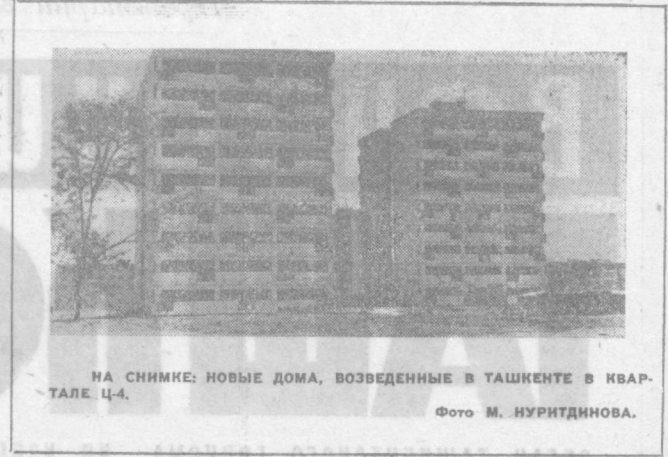 НА СНИМКЕ: НОВЫЕ ДОМА, ВОЗВЕДЕННЫЕ В ТАШКЕНТЕ В КВАР-
ТАЛЕ Ц-4.
Фото М. НУРИТДИНОВА.